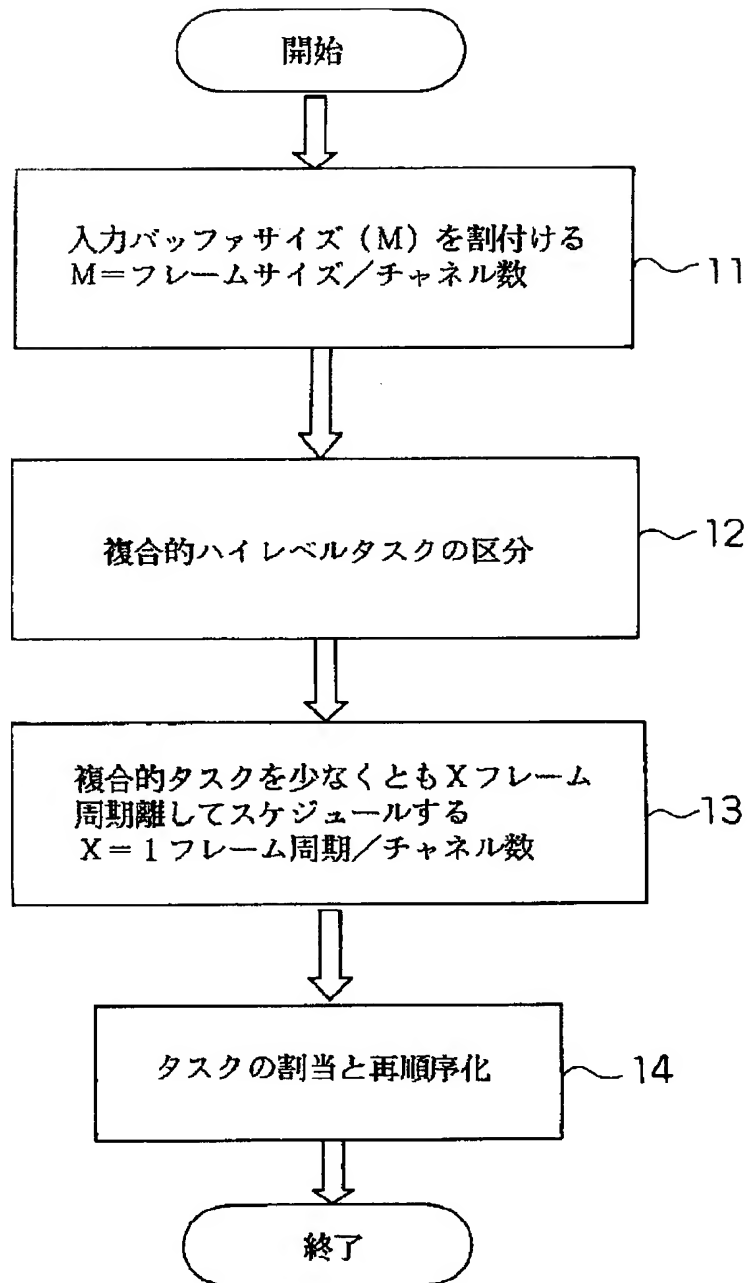 開始
入力バッファサイズ(M)を割付ける
M=フレームサイズ/チャネル数
11
複合的ハイレベルタスクの区分
12
複合的タスクを少なくともXフレーム
周期離してスケジュールする
X=1フレーム周期/チャネル数
13
タスクの割当と再順序化
14
終了